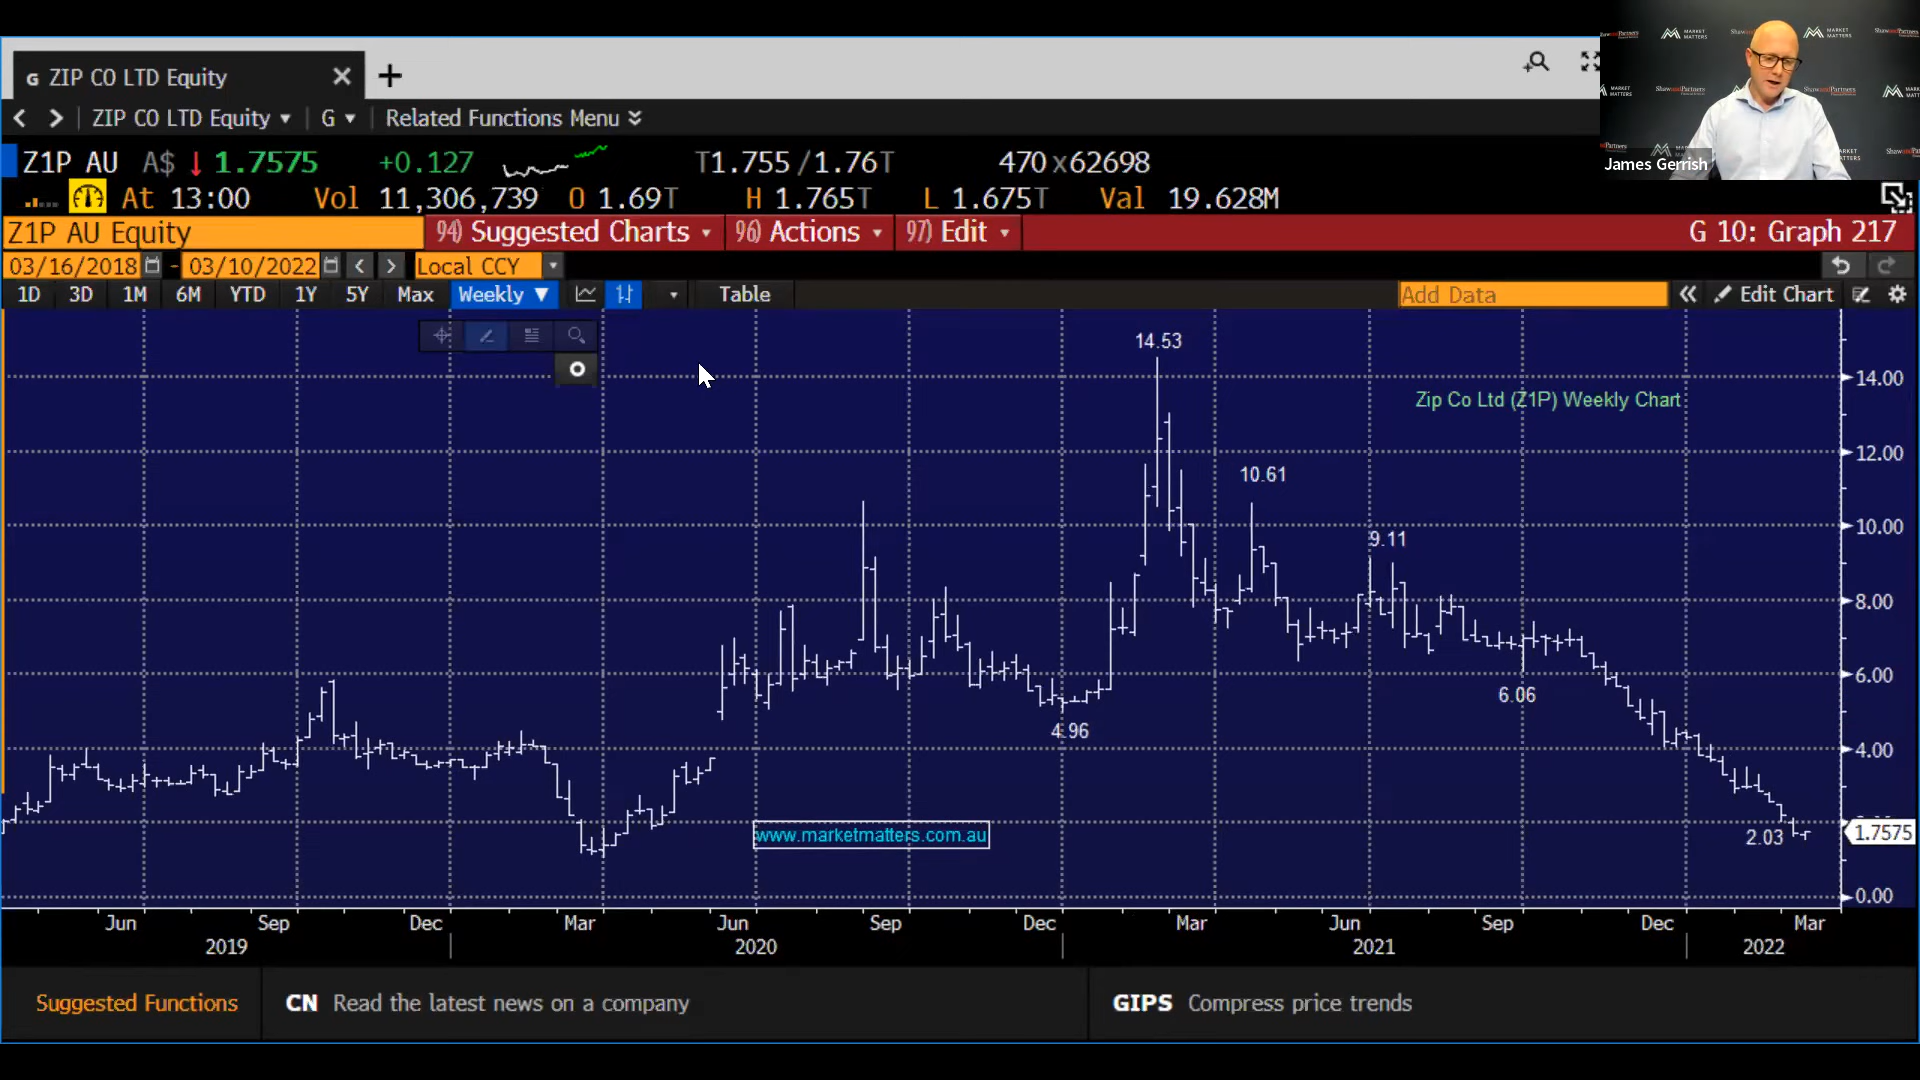 G ZIP CO LTD Equity
ZIP CO LTD Equity G Related Functions Menu
Z1P AU A$ 1.7575 +0.127 T1.755 /1.76T 470 x62698
At 13:00 Vol 11,306,739 O 1.69T H 1.765T L 1.675T Val 19.628M
Z1P AU Equity 94) Suggested Charts 96) Actions 97) Edit G 10: Graph 217
03/16/2018 - 03/10/2022 Local CCY
1D 3D 1M 6M YTD 1Y 5Y Max Weekly Table Add Data Edit Chart
14.53
14.00
Zip Co Ltd (Z1P) Weekly Chart
12.00
10.61
10.00
9.11
8.00
6.00
6.06
4.96
4.00
www.marketmatters.com.au
2.03
1.7575
0.00
Jun Sep Dec Mar Jun Sep Dec Mar Jun Sep Dec Mar
2019 2020 2021 2022
Suggested Functions CN Read the latest news on a company GIPS Compress price trends
James Gerrish
MARKET MATTERS
MARKET MATTERS
ShawandPartners
ShawandPartners